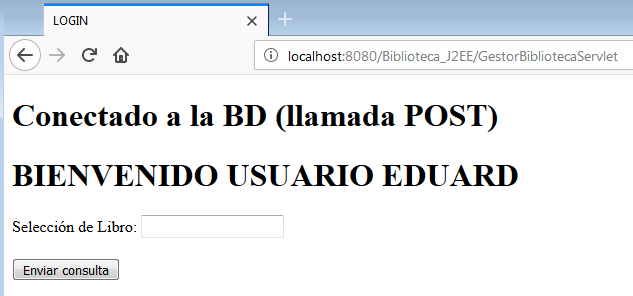 LOGIN
localhost:8080/Biblioteca_J2EE/GestorBibliotecaServlet
Conectado a la BD (llamada POST)
BIENVENIDO USUARIO EDUARD
Selección de Libro:
Enviar consulta